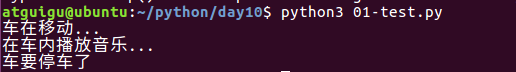 atguigu@ubuntu:~/python/day10$ python3 01-test.py
车在移动...
在车内播放音乐...
车要停车了